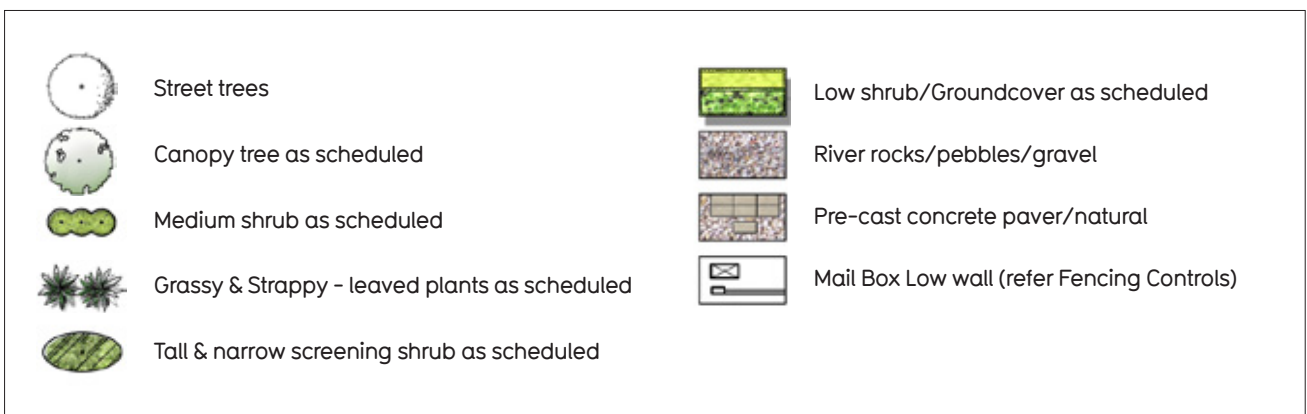 Street trees
Canopy tree as scheduled
Medium shrub as scheduled
Grassy & Strappy - leaved plants as scheduled
Tall & narrow screening shrub as scheduled
Low shrub/Groundcover as scheduled
River rocks/pebbles/gravel
Pre-cast concrete paver/natural
Mail Box Low wall (refer Fencing Controls)